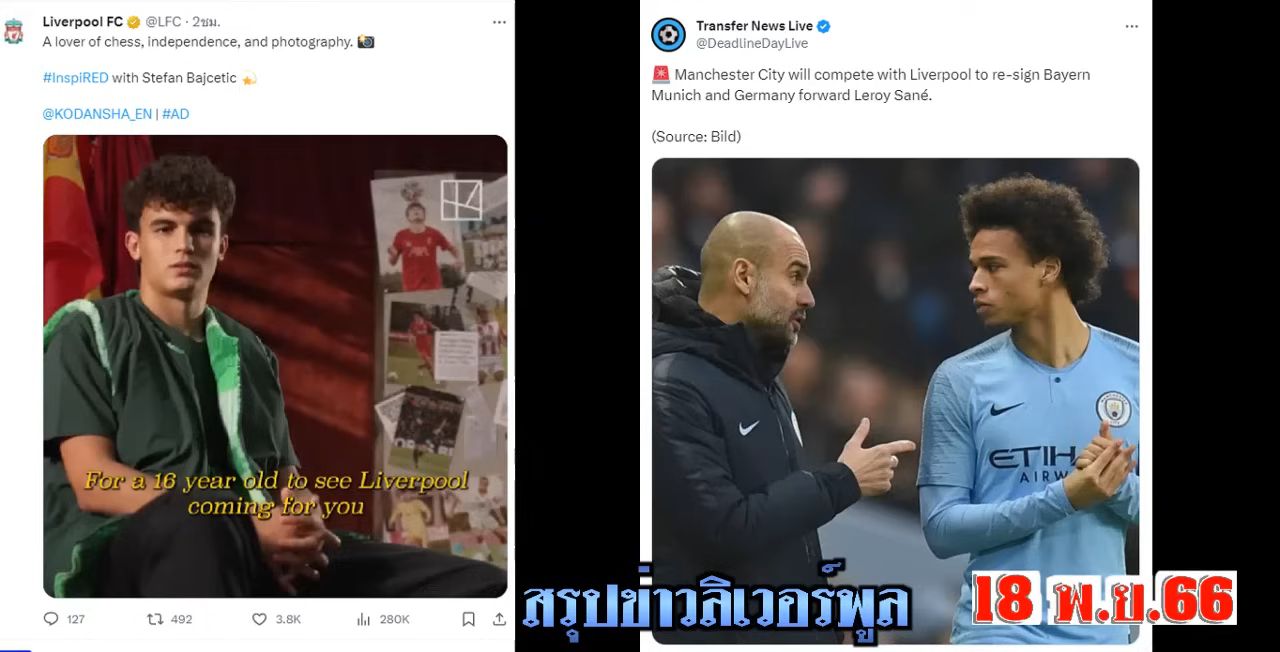 Liverpool FC @LFC · 2ชม.
A lover of chess, independence, and photography. 📸
#InspiRED with Stefan Bajcetic 💫
@KODANSHA_EN | #AD
For a 16 year old to see Liverpool
coming for you
127 492 3.8K 280K
Transfer News Live
@DeadlineDayLive
🚨 Manchester City will compete with Liverpool to re-sign Bayern
Munich and Germany forward Leroy Sané.
(Source: Bild)
ETIH
AIRW
สรุปข่าวลิเวอร์พูล
18 พ.ย.66